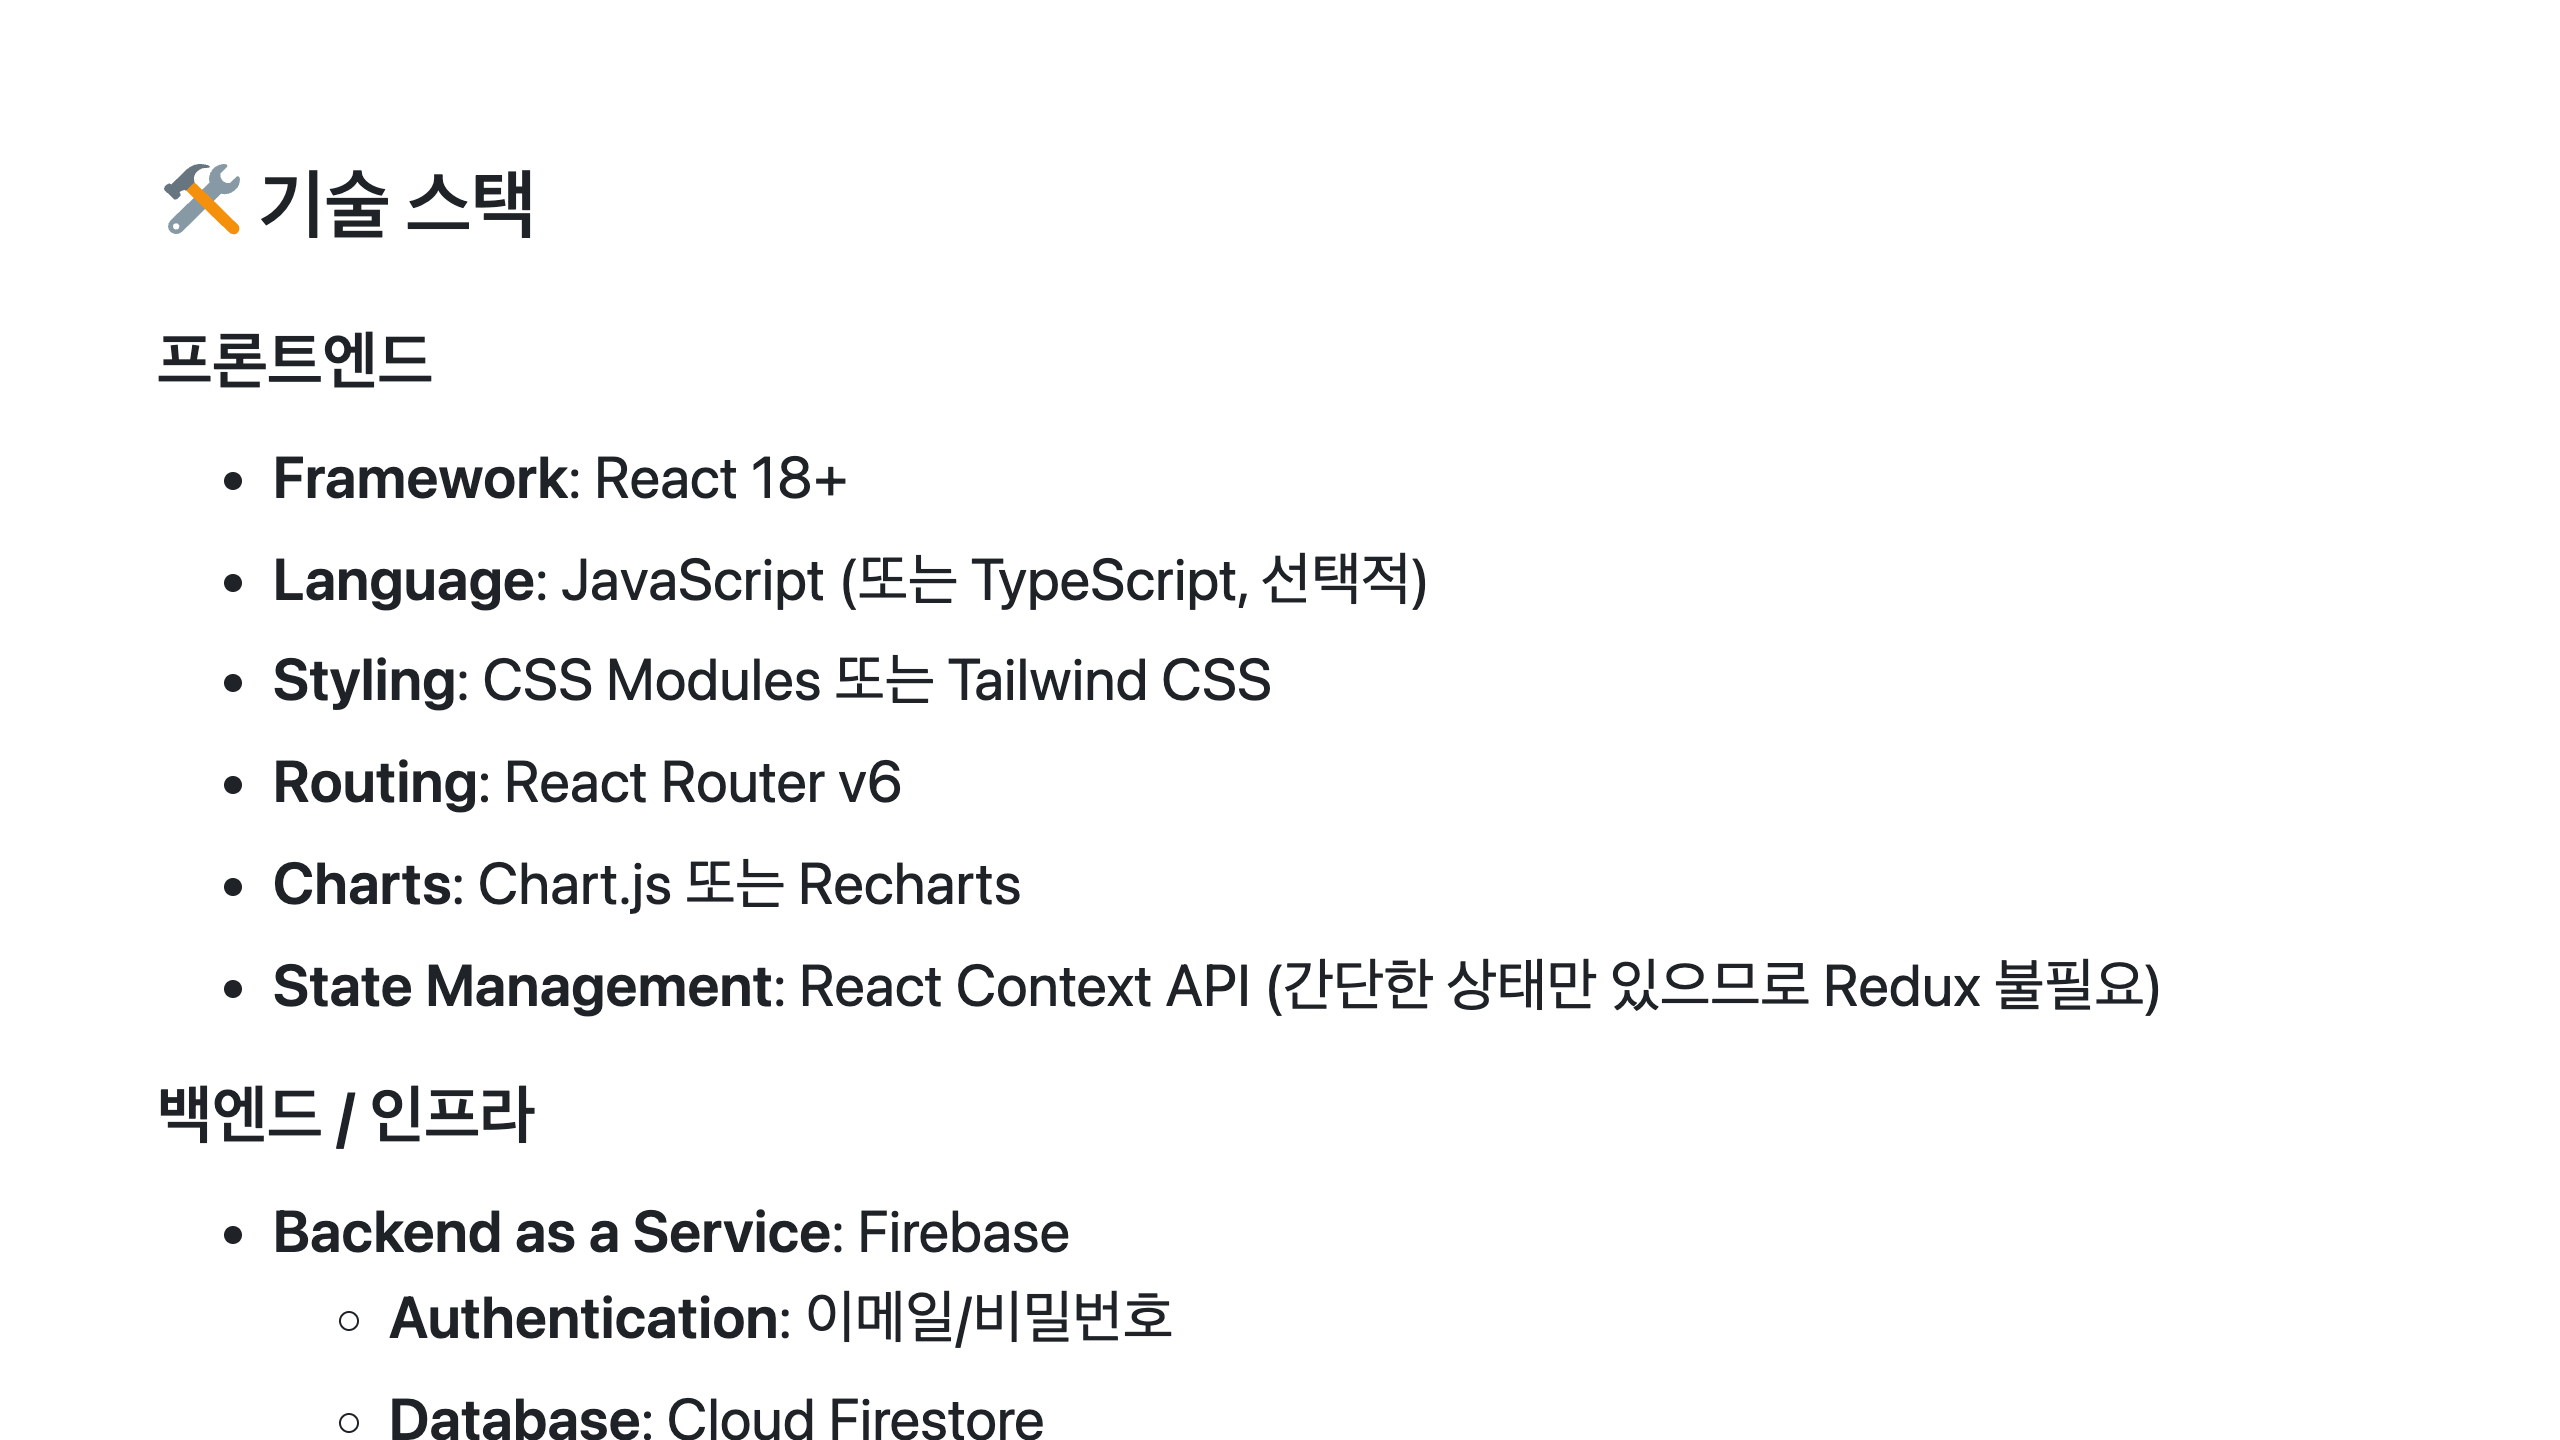 🛠️ 기술 스택
프론트엔드
• Framework: React 18+
• Language: JavaScript (또는 TypeScript, 선택적)
• Styling: CSS Modules 또는 Tailwind CSS
• Routing: React Router v6
• Charts: Chart.js 또는 Recharts
• State Management: React Context API (간단한 상태만 있으므로 Redux 불필요)
백엔드 / 인프라
• Backend as a Service: Firebase
◦ Authentication: 이메일/비밀번호
◦ Database: Cloud Firestore